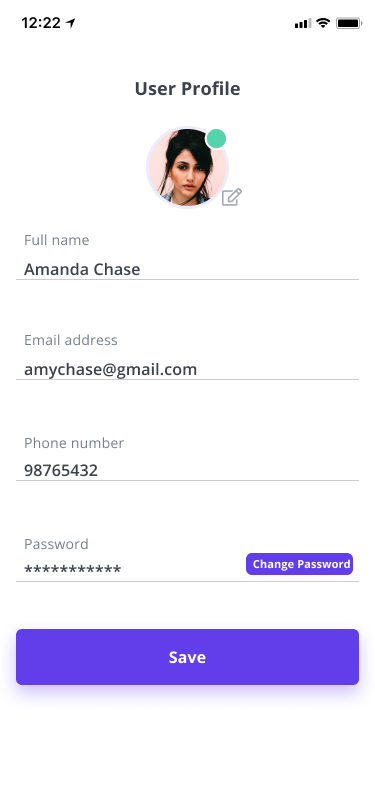 12:22
User Profile
Full name
Amanda Chase
Email address
amychase@gmail.com
Phone number
98765432
Password
***********
Change Password
Save